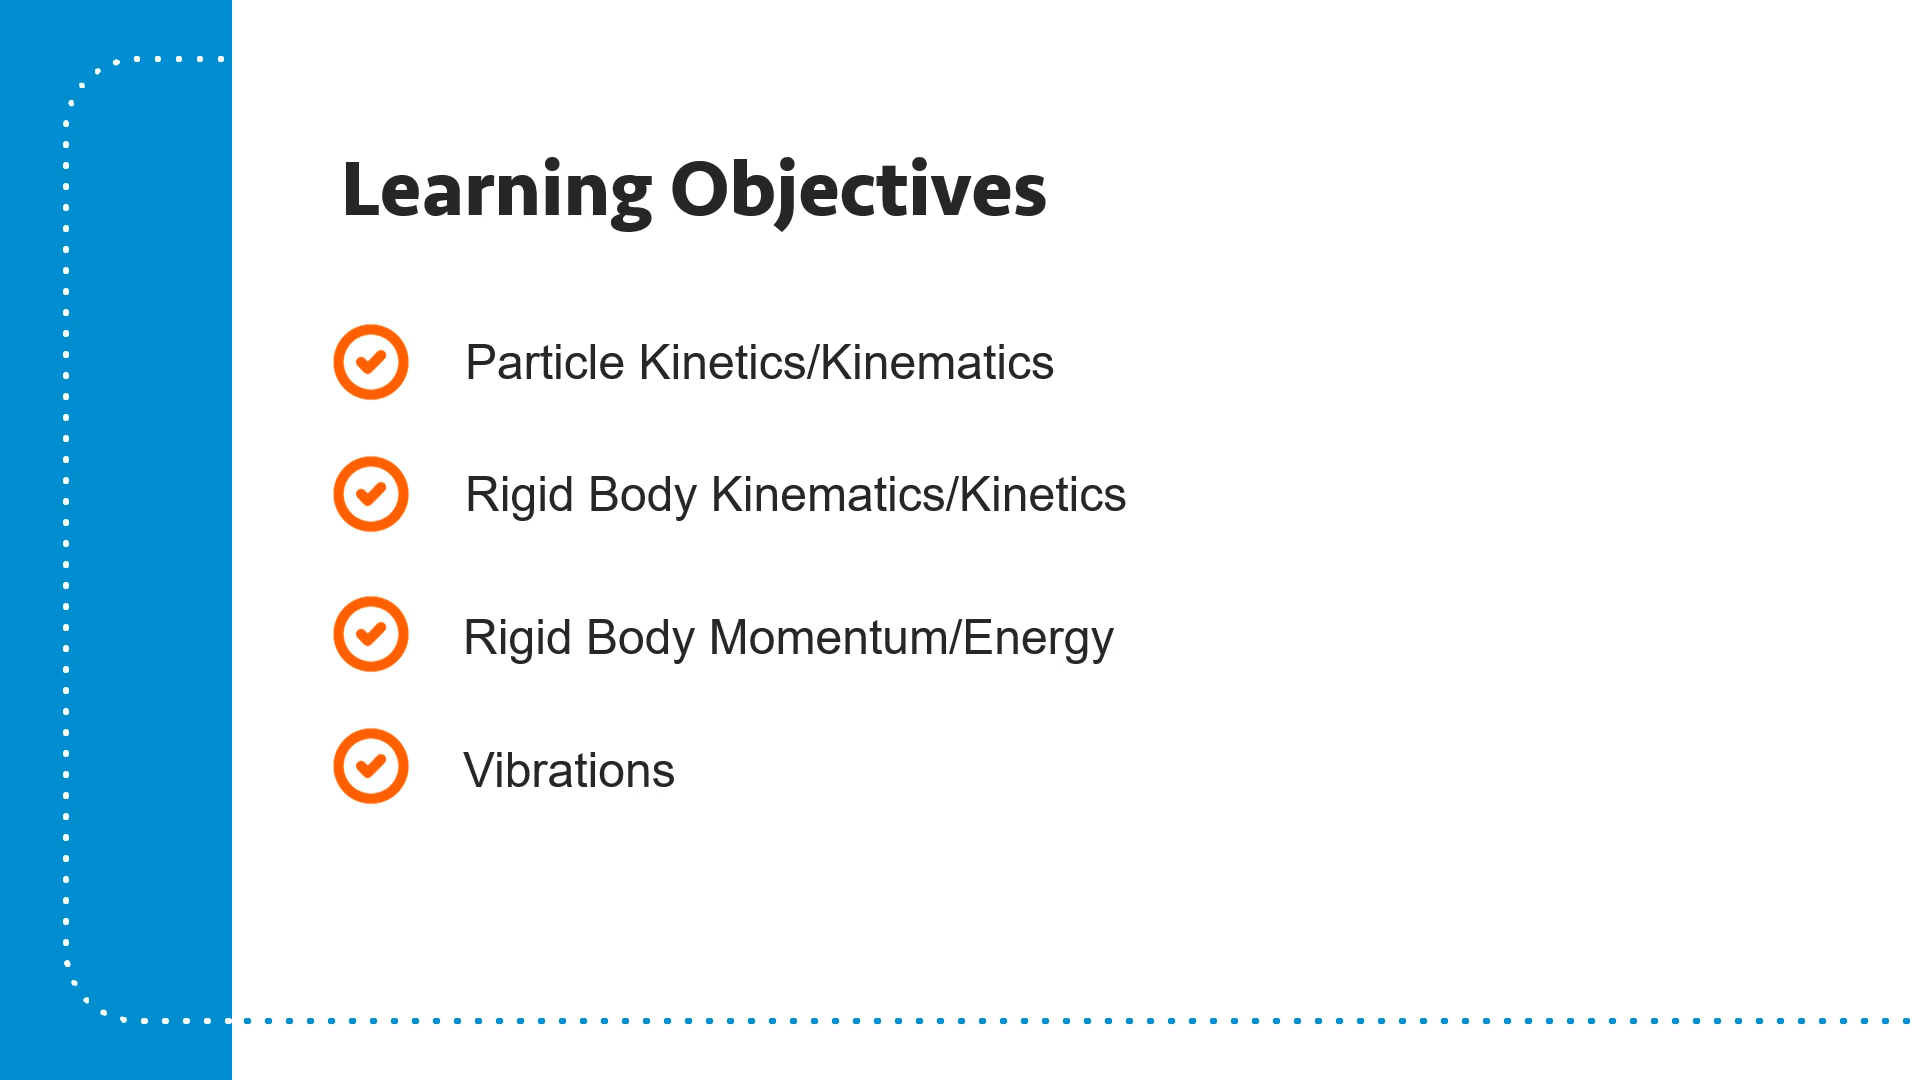 Learning Objectives
Particle Kinetics/Kinematics
Rigid Body Kinematics/Kinetics
Rigid Body Momentum/Energy
Vibrations